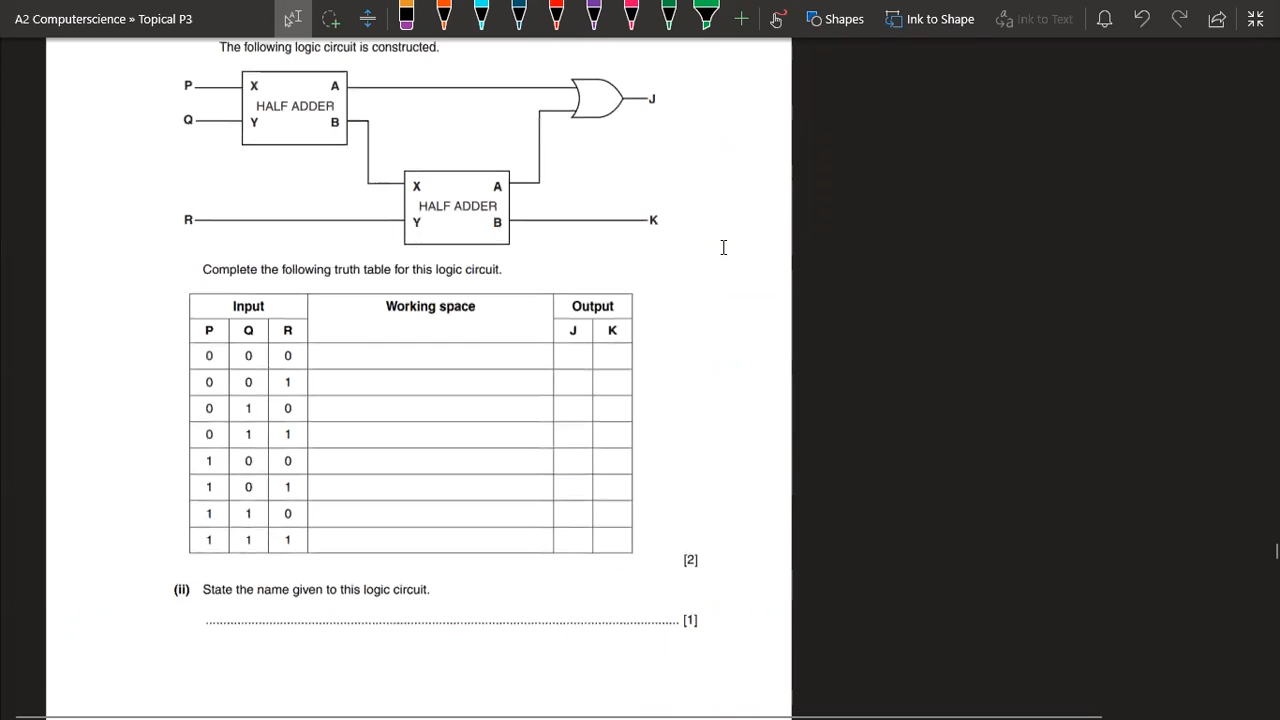 A2 Computerscience » Topical P3
Shapes
Ink to Shape
Ink to Text
The following logic circuit is constructed.
P X A J
HALF ADDER
Q Y B
X A
HALF ADDER
R Y B K
Complete the following truth table for this logic circuit.
Input Working space Output
P Q R J K
0 0 0
0 0 1
0 1 0
0 1 1
1 0 0
1 0 1
1 1 0
1 1 1
[2]
(ii) State the name given to this logic circuit.
.......................................................................................................................... [1]